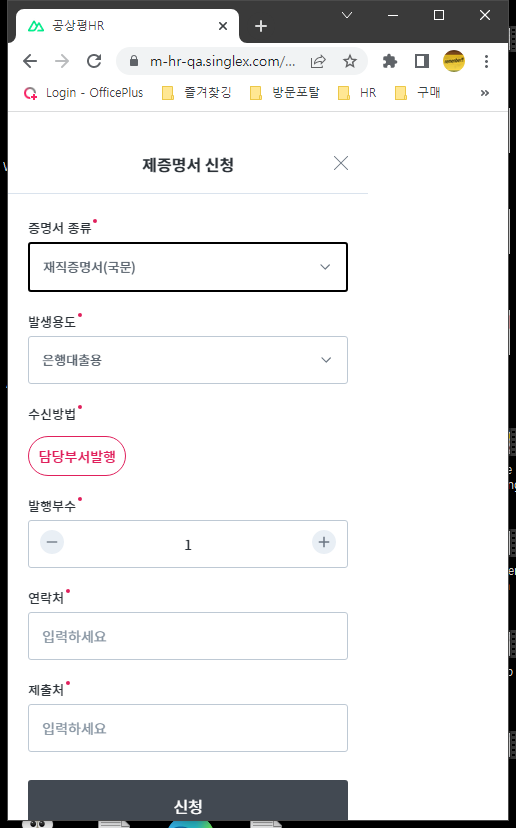 공상평HR
m-hr-qa.singlex.com/...
Login - OfficePlus
즐겨찾깅
방문포탈
HR
구매
제증명서 신청
증명서 종류
재직증명서(국문)
발생용도
은행대출용
수신방법
담당부서발행
발행부수
1
연락처
입력하세요
제출처
입력하세요
신청